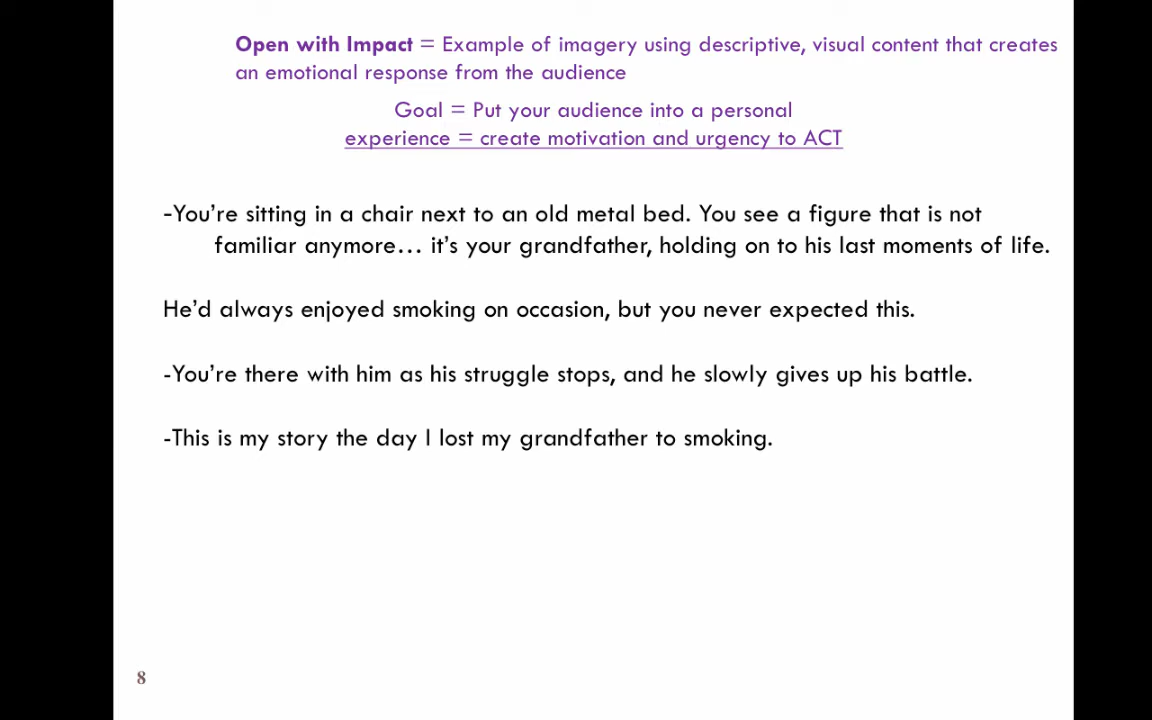 Open with Impact = Example of imagery using descriptive, visual content that creates
an emotional response from the audience
Goal = Put your audience into a personal
experience = create motivation and urgency to ACT
-You’re sitting in a chair next to an old metal bed. You see a figure that is not
familiar anymore… it’s your grandfather, holding on to his last moments of life.
He’d always enjoyed smoking on occasion, but you never expected this.
-You’re there with him as his struggle stops, and he slowly gives up his battle.
-This is my story the day I lost my grandfather to smoking.
8